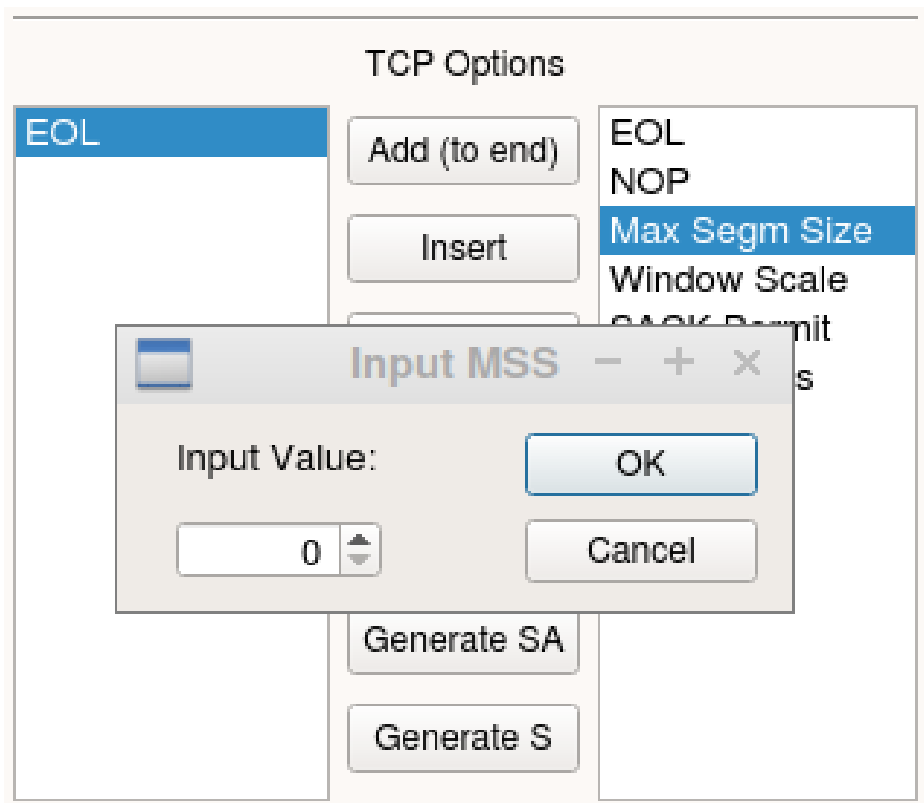 TCP Options
EOL
Add (to end)
Insert
Generate SA
Generate S
EOL
NOP
Max Segm Size
Window Scale
Input MSS
Input Value:
0
OK
Cancel